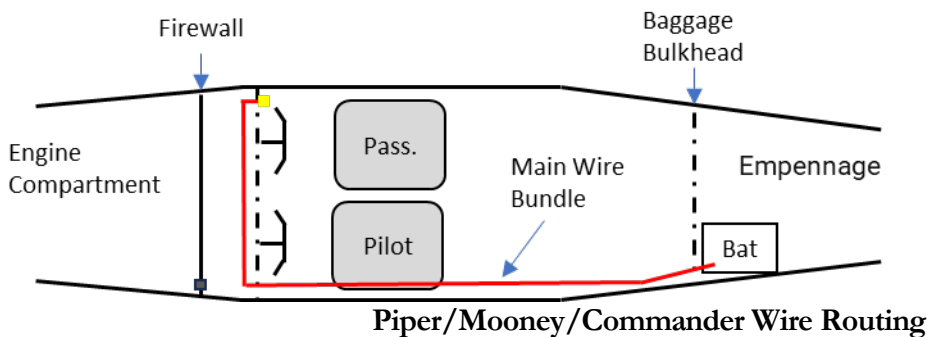 Firewall
Baggage
Bulkhead
Engine
Compartment
Pass.
Main Wire
Bundle
Empennage
Pilot
Bat
Piper/Mooney/Commander Wire Routing